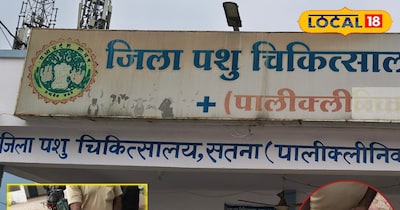 LOCAL 18
जिला पशु चिकित्साल
+ (पालीक्ली
जिला पशु चिकित्सालय, सतना (पालीक्लीनिक